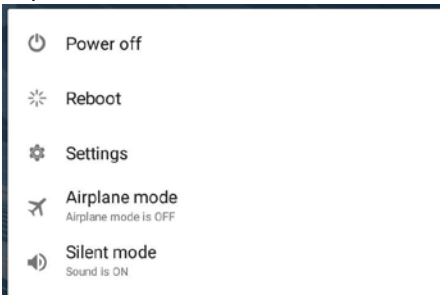 Power off
Reboot
Settings
Airplane mode
Airplane mode is OFF
Silent mode
Sound is ON